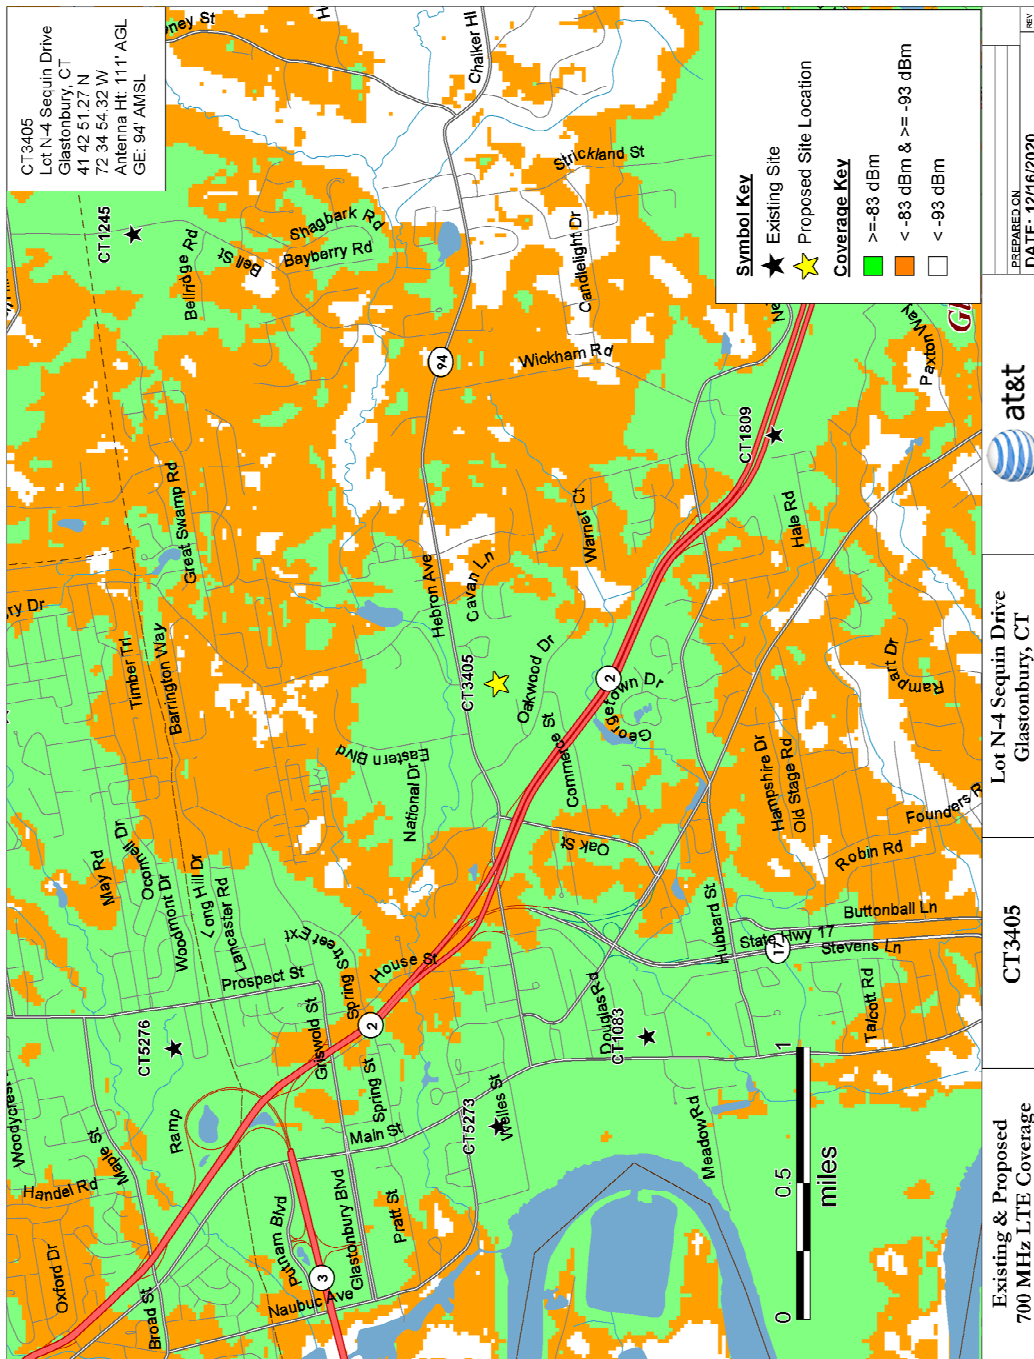 CT3405
Lot N-4 Sequin Drive
Glastonbury, CT
41 42 51.27 N
72 34 54.32 W
Antenna Ht: 111' AGL
GE: 94' AMSL
Symbol Key
Existing Site
Proposed Site Location
Coverage Key
>=-83 dBm
< -83 dBm & >= -93 dBm
< -93 dBm
Woodycrest
Handel Rd
Oxford Dr
Maple St
Broad St
Ramp
CT5276
May Rd
Oconnell Dr
Woodmont Dr
Long Hill Dr
Lancaster Rd
Prospect St
Spring Street Ext
House St
Griswold St
Spring St
2
Main St
Putnam Blvd
Glastonbury Blvd
Pratt St
3
Naubuc Ave
CT5273
Welles St
Douglas Rd
CT1083
Meadow Rd
Timber Trl
Barrington Way
Great Swamp Rd
CT1245
Bellridge Rd
Bell St
Shagbark Rd
Bayberry Rd
Chalker Hl
Strickland St
Candlelight Dr
94
Wickham Rd
Hebron Ave
Cavan Ln
Warner Ct
CT3405
Oakwood Dr
Eastern Blvd
National Dr
Commerce St
2
Georgetown Dr
Oak St
CT1809
Hale Rd
Hampshire Dr
Old Stage Rd
Rampart Dr
Paxton Way
Robin Rd
Hubbard St
State Hwy 17
17
Buttonball Ln
Stevens Ln
Talcott Rd
0
0.5
1
miles
Existing & Proposed
700 MHz LTE Coverage
CT3405
Lot N-4 Sequin Drive
Glastonbury, CT
at&t
PREPARED ON
DATE: 12/16/2020
REV